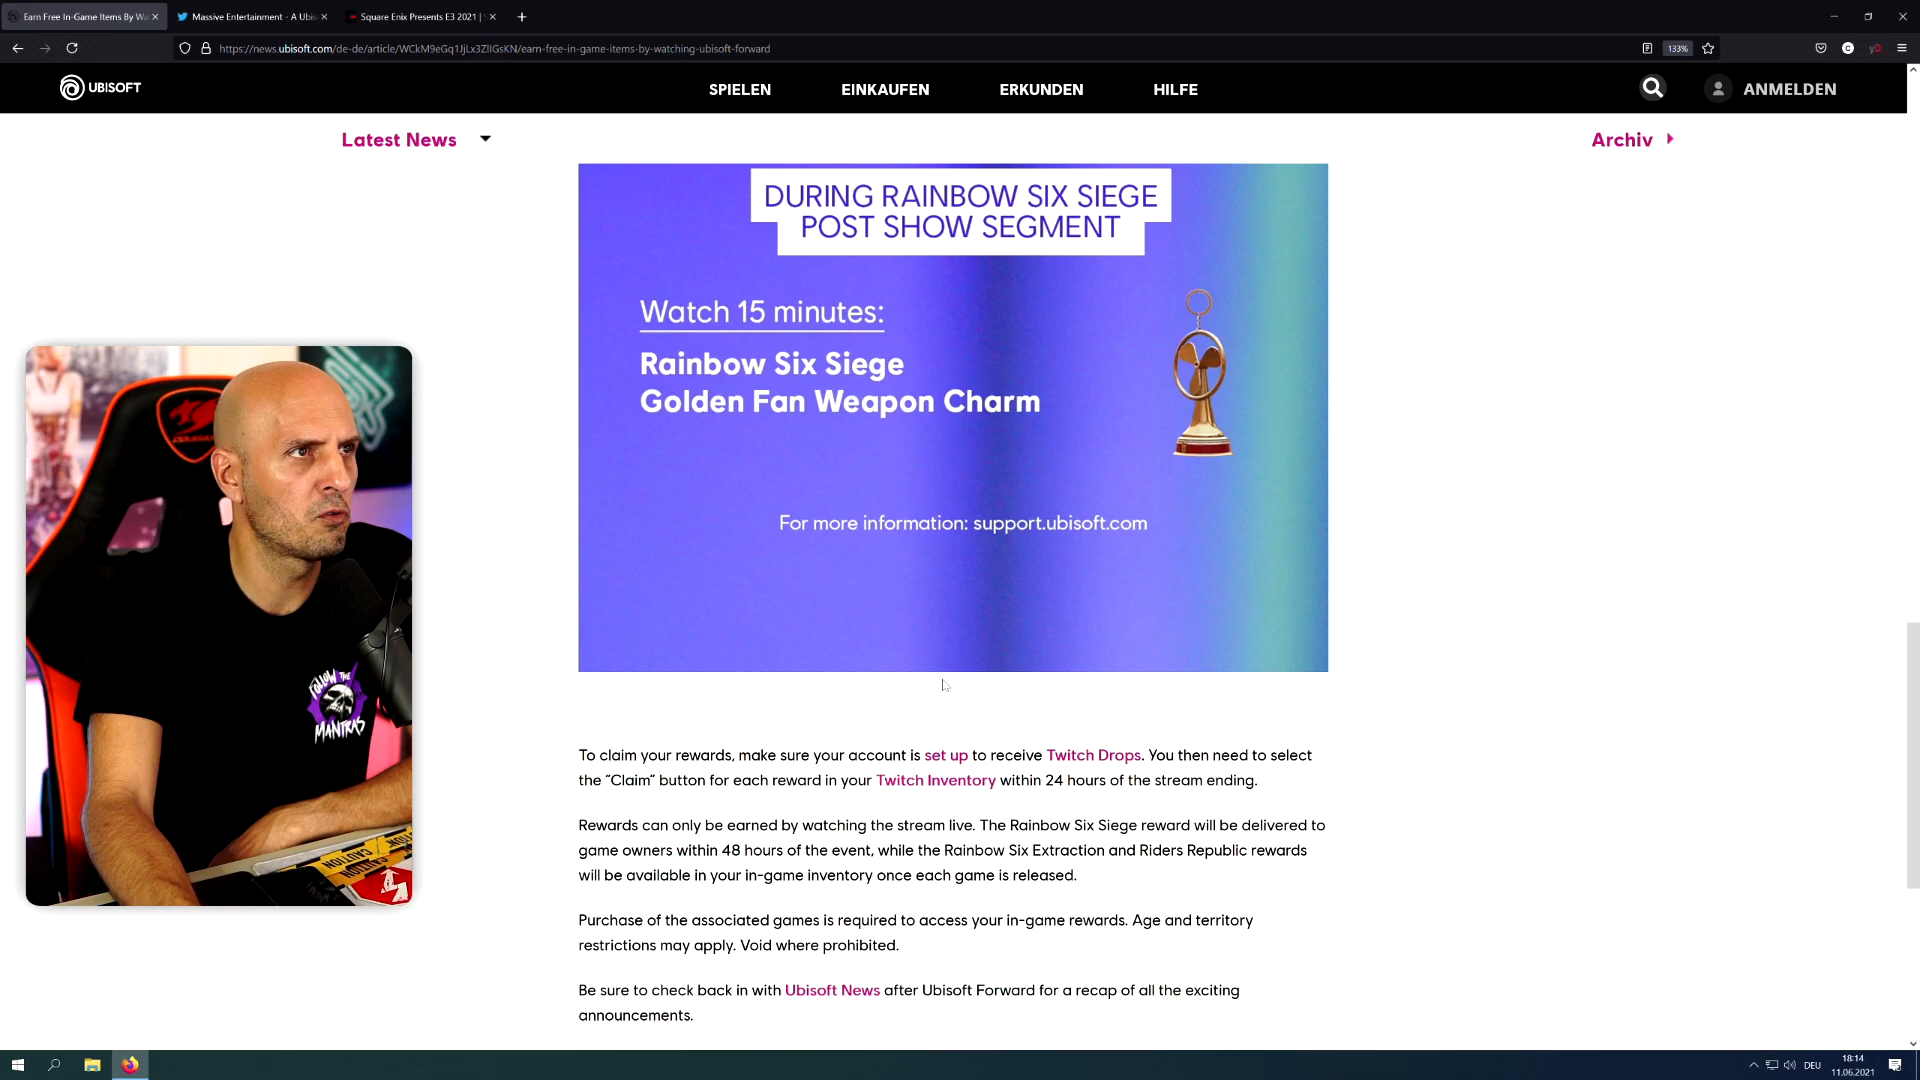 Earn Free In-Game Items By Wa
Massive Entertainment - A Ubis
Square Enix Presents E3 2021 | S
https://news.ubisoft.com/de-de/article/WCkM9eGq1JjLx3ZlIGsKN/earn-free-in-game-items-by-watching-ubisoft-forward
133%
UBISOFT
SPIELEN
EINKAUFEN
ERKUNDEN
HILFE
ANMELDEN
Latest News
Archiv
DURING RAINBOW SIX SIEGE
POST SHOW SEGMENT
Watch 15 minutes:
Rainbow Six Siege
Golden Fan Weapon Charm
For more information: support.ubisoft.com
COUGAR
FOLLOW THE
MANTRAS
CAUTION
To claim your rewards, make sure your account is set up to receive Twitch Drops. You then need to select
the “Claim” button for each reward in your Twitch Inventory within 24 hours of the stream ending.
Rewards can only be earned by watching the stream live. The Rainbow Six Siege reward will be delivered to
game owners within 48 hours of the event, while the Rainbow Six Extraction and Riders Republic rewards
will be available in your in-game inventory once each game is released.
Purchase of the associated games is required to access your in-game rewards. Age and territory
restrictions may apply. Void where prohibited.
Be sure to check back in with Ubisoft News after Ubisoft Forward for a recap of all the exciting
announcements.
DEU
18:14
11.06.2021